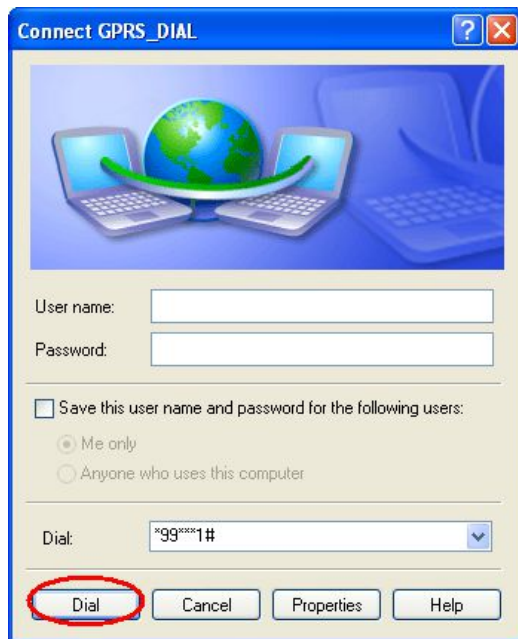 Connect GPRS_DIAL
User name:
Password:
Save this user name and password for the following users:
Me only
Anyone who uses this computer
Dial: *99***1#
Dial Cancel Properties Help